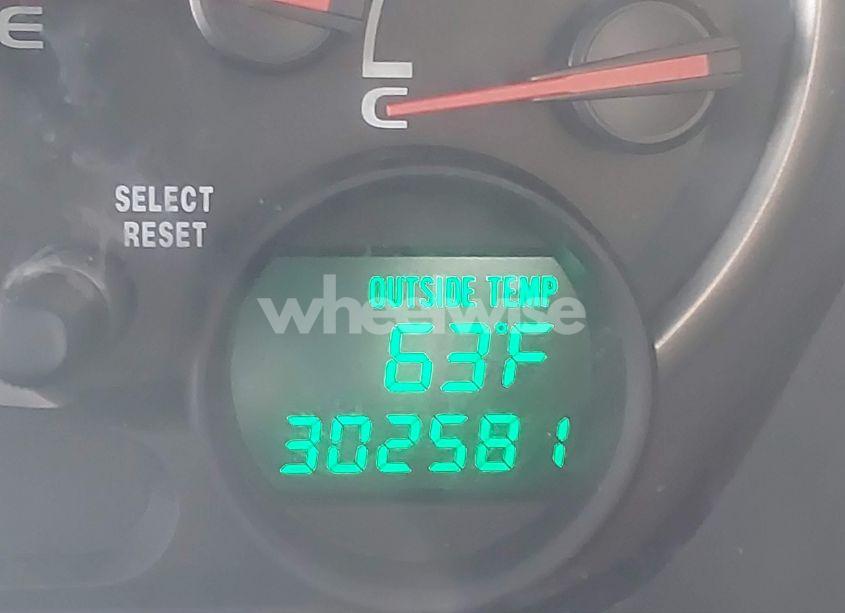 E
C
SELECT
RESET
OUTSIDE TEMP
wheelwise
63°F
302581